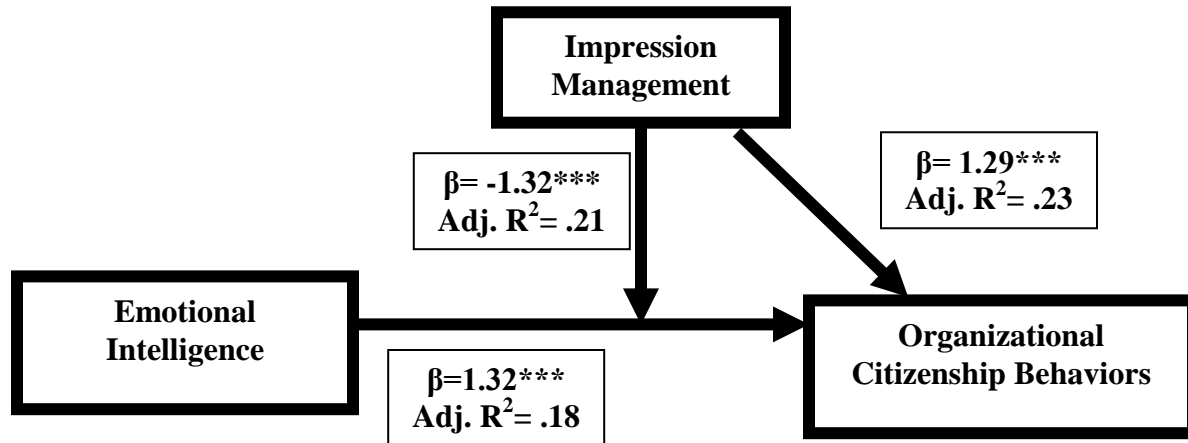 Impression
Management
β= -1.32***
Adj. R²= .21
β= 1.29***
Adj. R²= .23
Emotional
Intelligence
Organizational
Citizenship Behaviors
β=1.32***
Adj. R²= .18